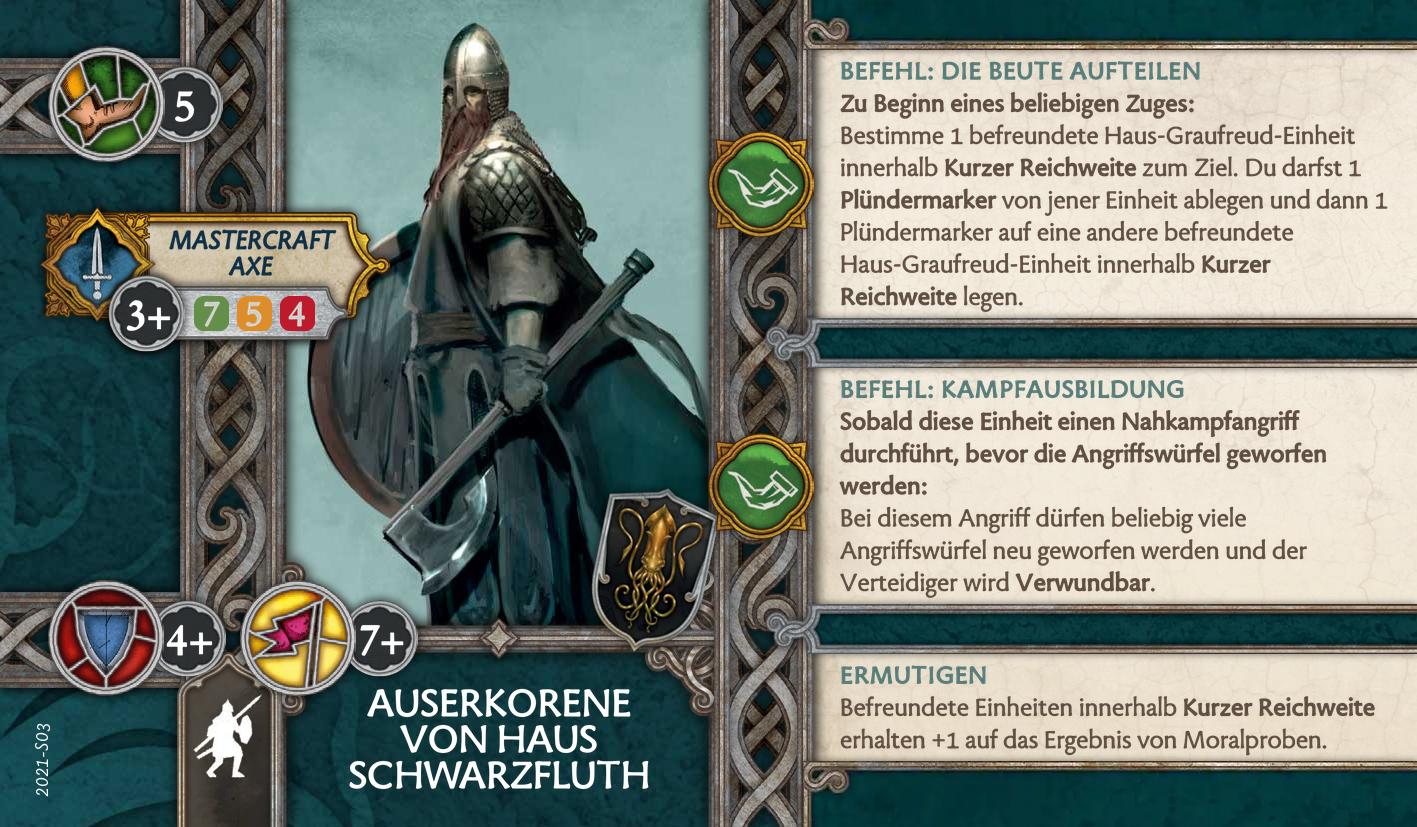 5
MASTERCRAFT
AXE
3+ 7 5 4
4+ 7+
AUSERKORENE
VON HAUS
SCHWARZFLUTH
2021-S03
BEFEHL: DIE BEUTE AUFTEILEN
Zu Beginn eines beliebigen Zuges:
Bestimme 1 befreundete Haus-Graufreud-Einheit
innerhalb Kurzer Reichweite zum Ziel. Du darfst 1
Plündermarker von jener Einheit ablegen und dann 1
Plündermarker auf eine andere befreundete
Haus-Graufreud-Einheit innerhalb Kurzer
Reichweite legen.
BEFEHL: KAMPFAUSBILDUNG
Sobald diese Einheit einen Nahkampfangriff
durchführt, bevor die Angriffswürfel geworfen
werden:
Bei diesem Angriff dürfen beliebig viele
Angriffswürfel neu geworfen werden und der
Verteidiger wird Verwundbar.
ERMUTIGEN
Befreundete Einheiten innerhalb Kurzer Reichweite
erhalten +1 auf das Ergebnis von Moralproben.